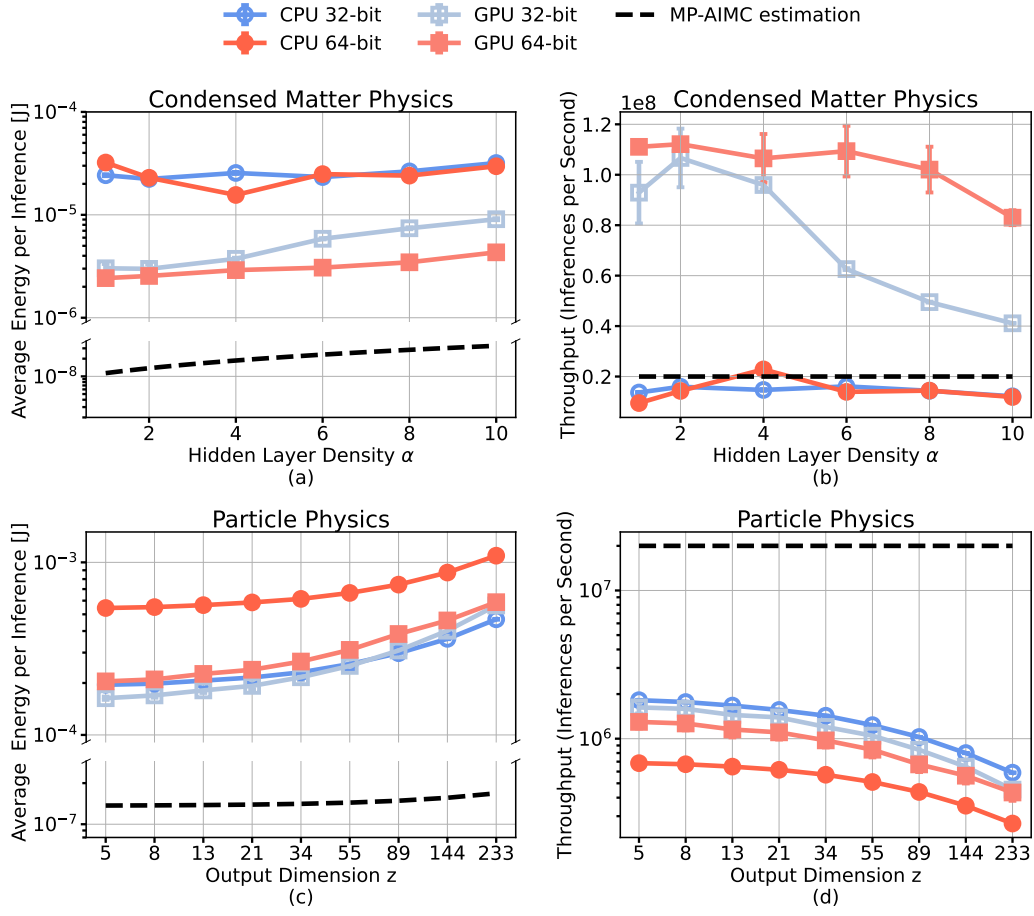 CPU 32-bit GPU 32-bit MP-AIMC estimation
CPU 64-bit GPU 64-bit
Condensed Matter Physics
Average Energy per Inference [J]
10⁻⁴
10⁻⁵
10⁻⁶
10⁻⁸
2 4 6 8 10
Hidden Layer Density α
(a)
Condensed Matter Physics
1e8
Throughput (Inferences per Second)
1.2
1.0
0.8
0.6
0.4
0.2
2 4 6 8 10
Hidden Layer Density α
(b)
Particle Physics
Average Energy per Inference [J]
10⁻³
10⁻⁴
10⁻⁷
5 8 13 21 34 55 89 144 233
Output Dimension z
(c)
Particle Physics
Throughput (Inferences per Second)
10⁷
10⁶
5 8 13 21 34 55 89 144 233
Output Dimension z
(d)